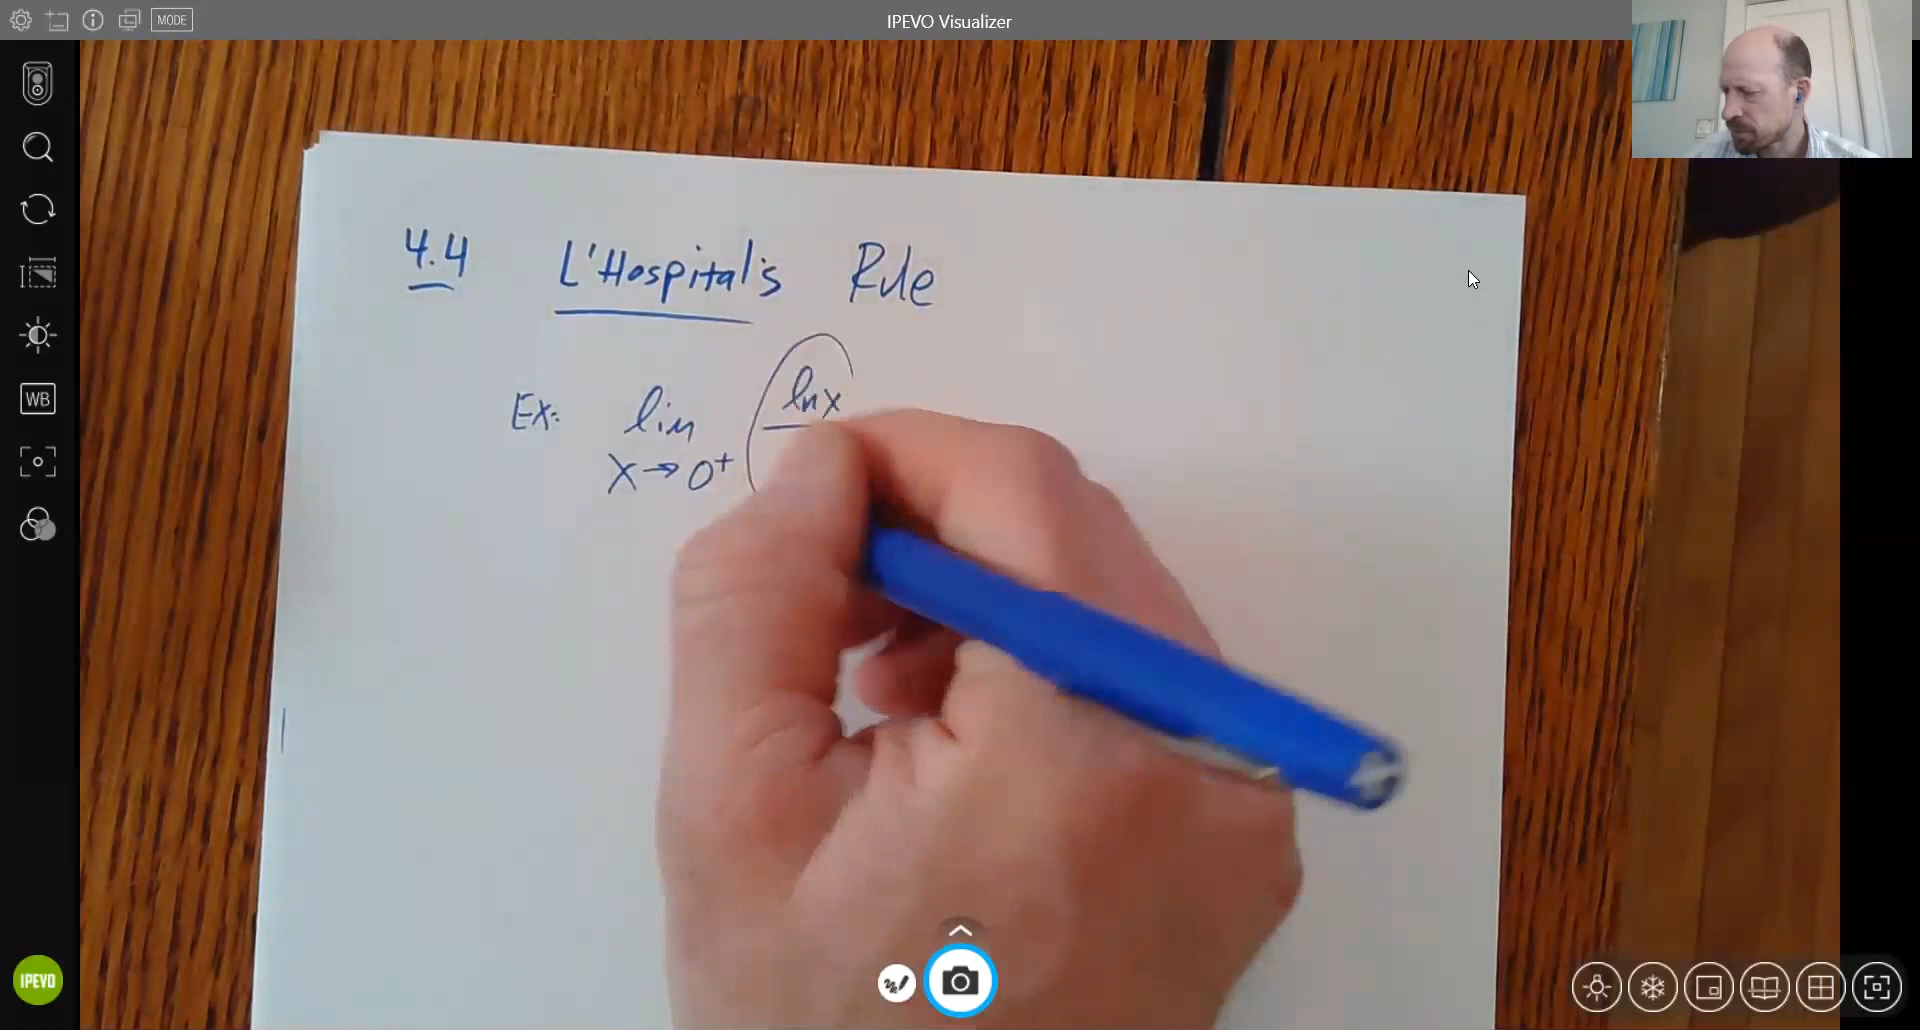 MODE
IPEVO Visualizer
WB
4.4 L'Hospital's Rule
Ex: lim ln x
x → 0⁺
IPEVO